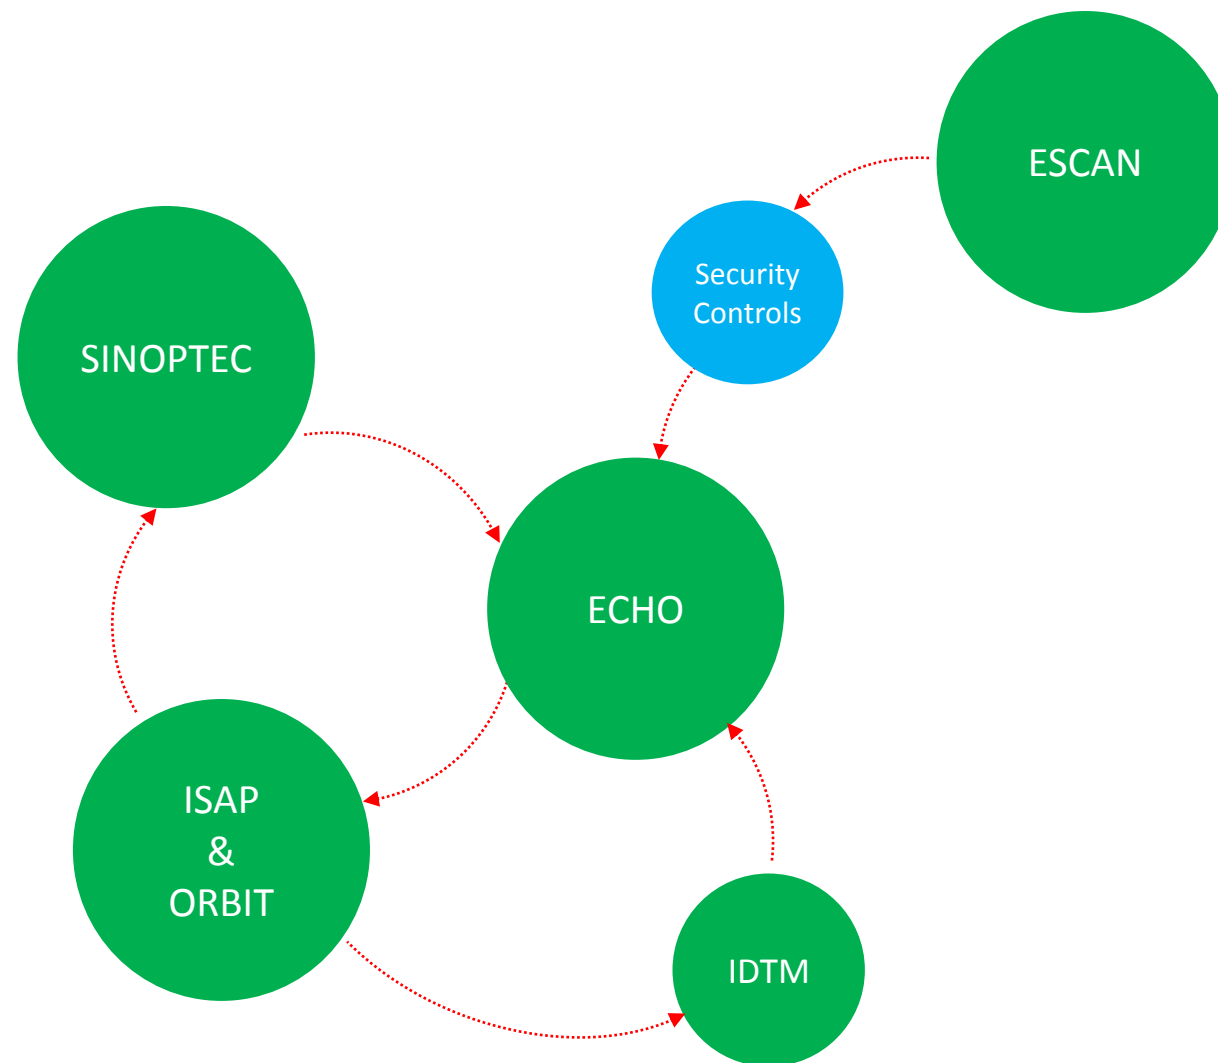 ESCAN
Security
Controls
SINOPTEC
ECHO
ISAP
&
ORBIT
IDTM